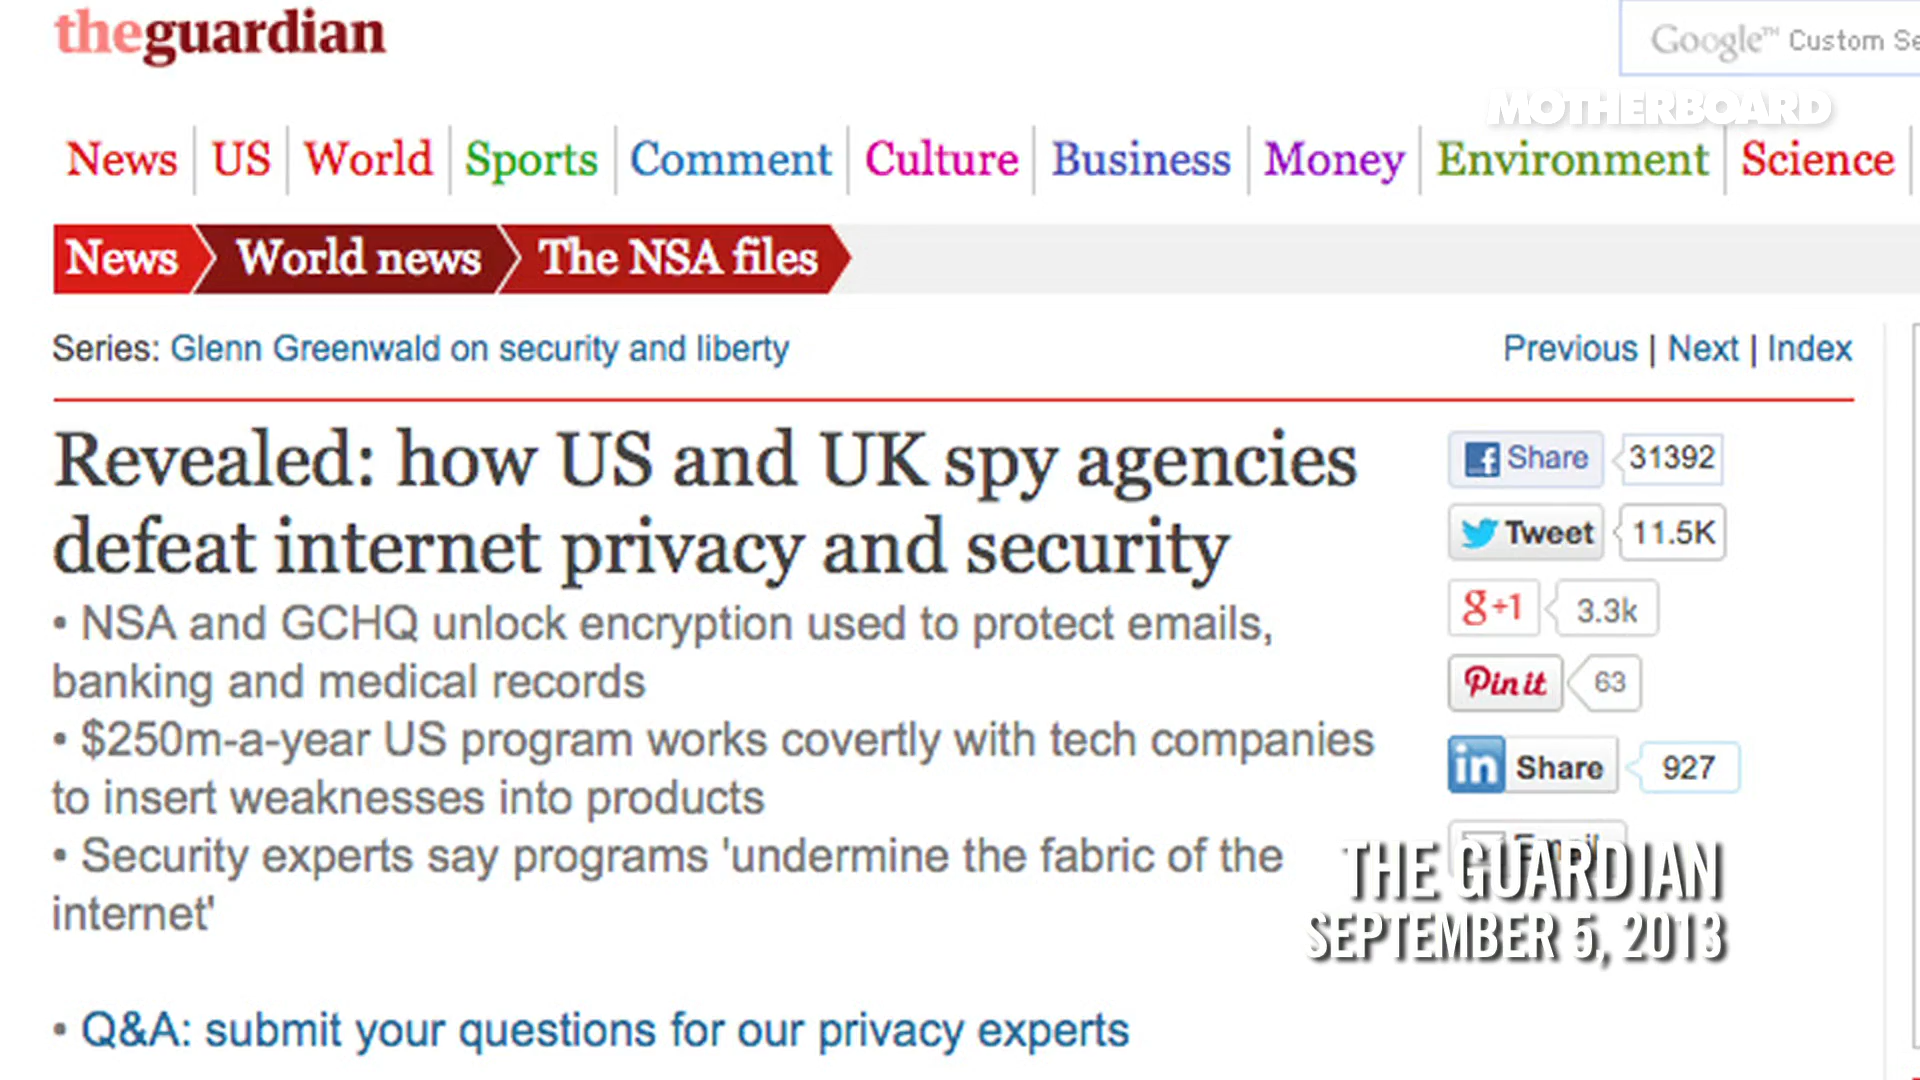 theguardian
Google™ Custom Se
MOTHERBOARD
News US World Sports Comment Culture Business Money Environment Science
News World news The NSA files
Series: Glenn Greenwald on security and liberty
Previous | Next | Index
Revealed: how US and UK spy agencies
defeat internet privacy and security
• NSA and GCHQ unlock encryption used to protect emails,
banking and medical records
• $250m-a-year US program works covertly with tech companies
to insert weaknesses into products
• Security experts say programs 'undermine the fabric of the
internet'
• Q&A: submit your questions for our privacy experts
f Share 31392
Tweet 11.5K
g+1 3.3k
Pin it 63
in Share 927
Email
THE GUARDIAN
SEPTEMBER 5, 2013